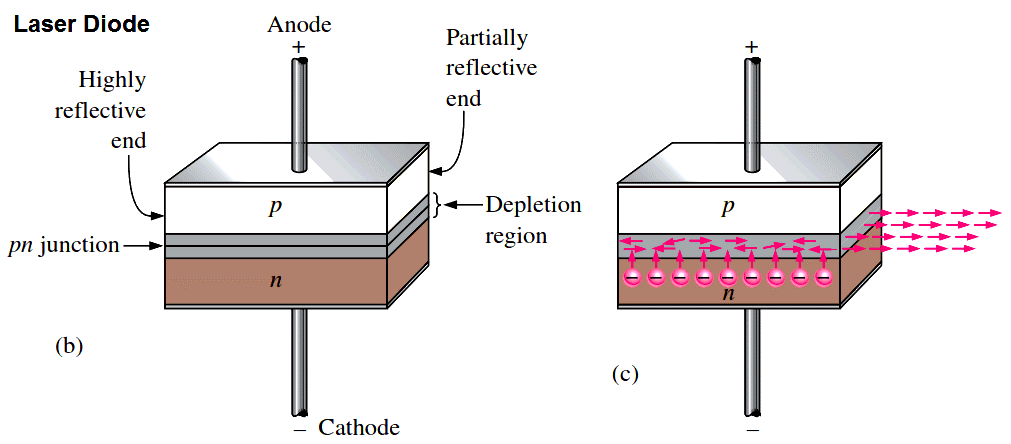 Laser Diode
Anode
+
Partially
reflective
end
Highly
reflective
end
p
Depletion
region
pn junction
n
(b)
– Cathode
+
p
– – – – – – – – –
n
(c)
–